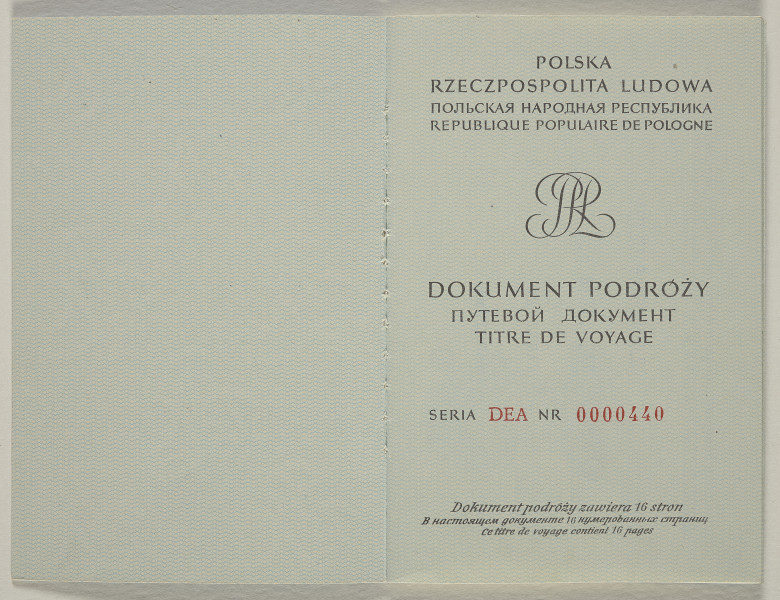 POLSKA
RZECZPOSPOLITA LUDOWA
ПОЛЬСКАЯ НАРОДНАЯ РЕСПУБЛИКА
REPUBLIQUE POPULAIRE DE POLOGNE
PRL
DOKUMENT PODRÓŻY
ПУТЕВОЙ ДОКУМЕНТ
TITRE DE VOYAGE
SERIA DEA NR 0000440
Dokument podróży zawiera 16 stron
В настоящем документе 16 нумерованных страниц
Ce titre de voyage contient 16 pages